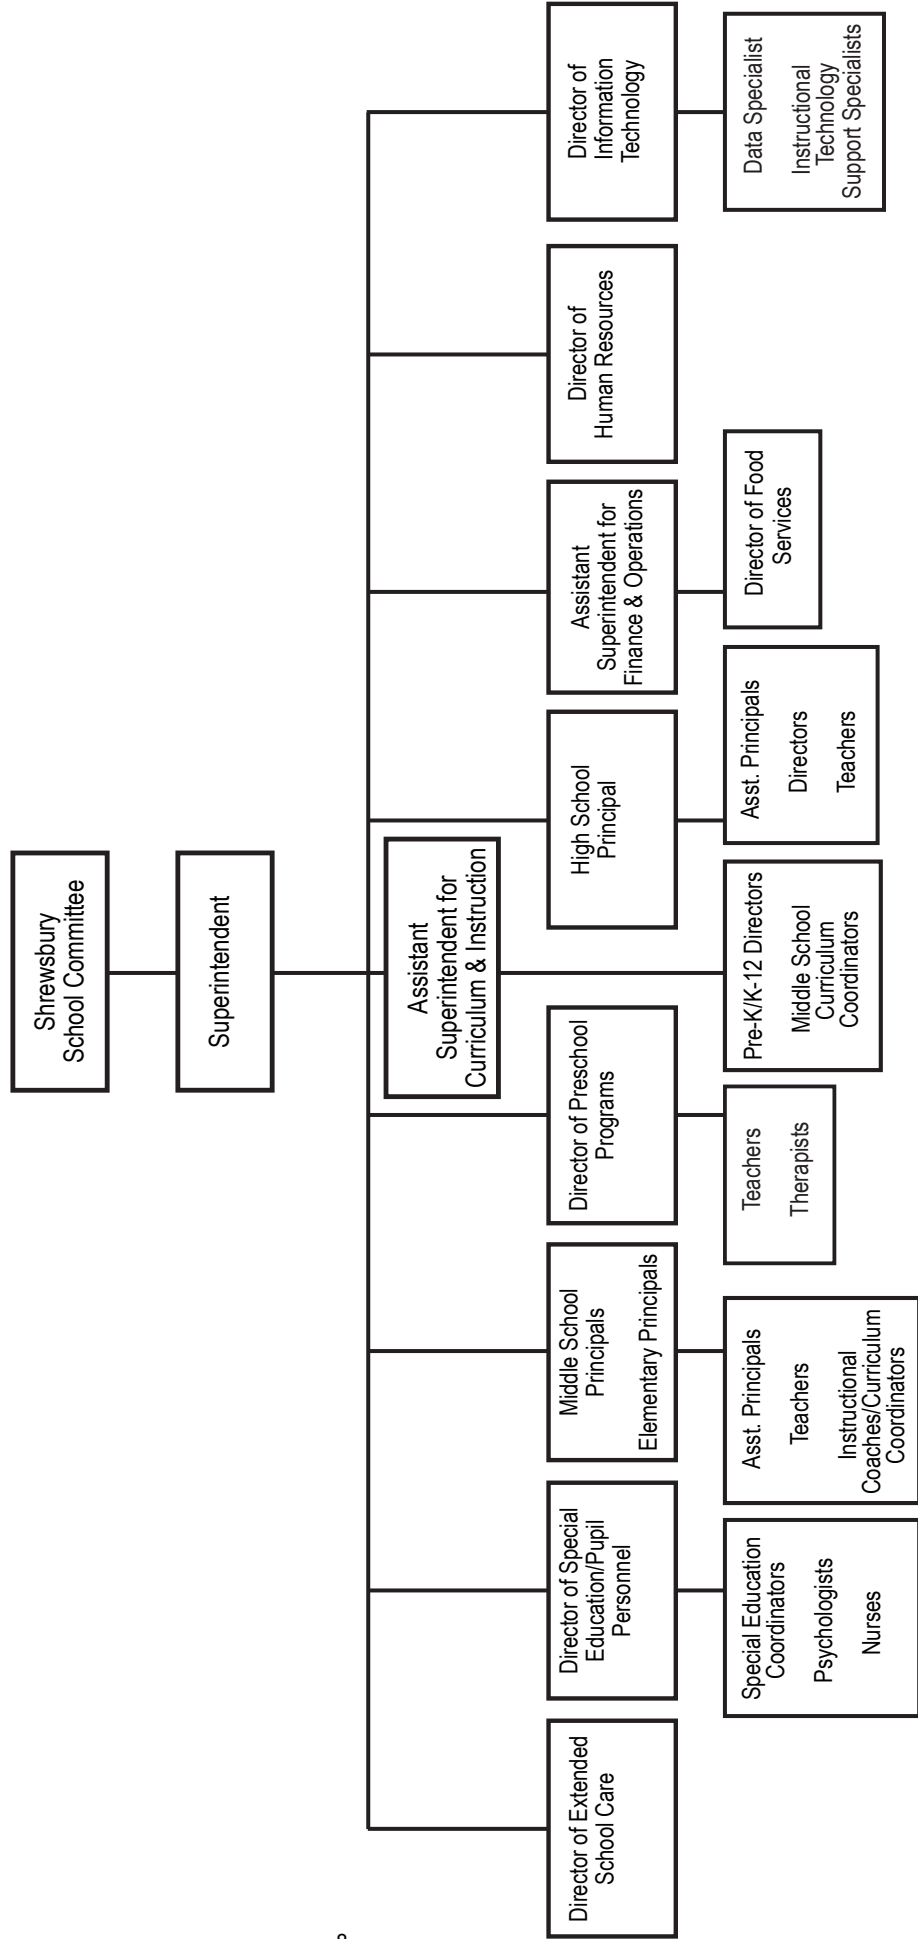 Shrewsbury
School Committee
Superintendent
Assistant
Superintendent for
Curriculum & Instruction
Director of Extended
School Care
Director of Special
Education/Pupil
Personnel
Middle School
Principals
Elementary Principals
Director of Preschool
Programs
High School
Principal
Assistant
Superintendent for
Finance & Operations
Director of
Human Resources
Director of
Information
Technology
Special Education
Coordinators
Psychologists
Nurses
Asst. Principals
Teachers
Instructional
Coaches/Curriculum
Coordinators
Teachers
Therapists
Pre-K/K-12 Directors
Middle School
Curriculum
Coordinators
Asst. Principals
Directors
Teachers
Director of Food
Services
Data Specialist
Instructional
Technology
Support Specialists
8